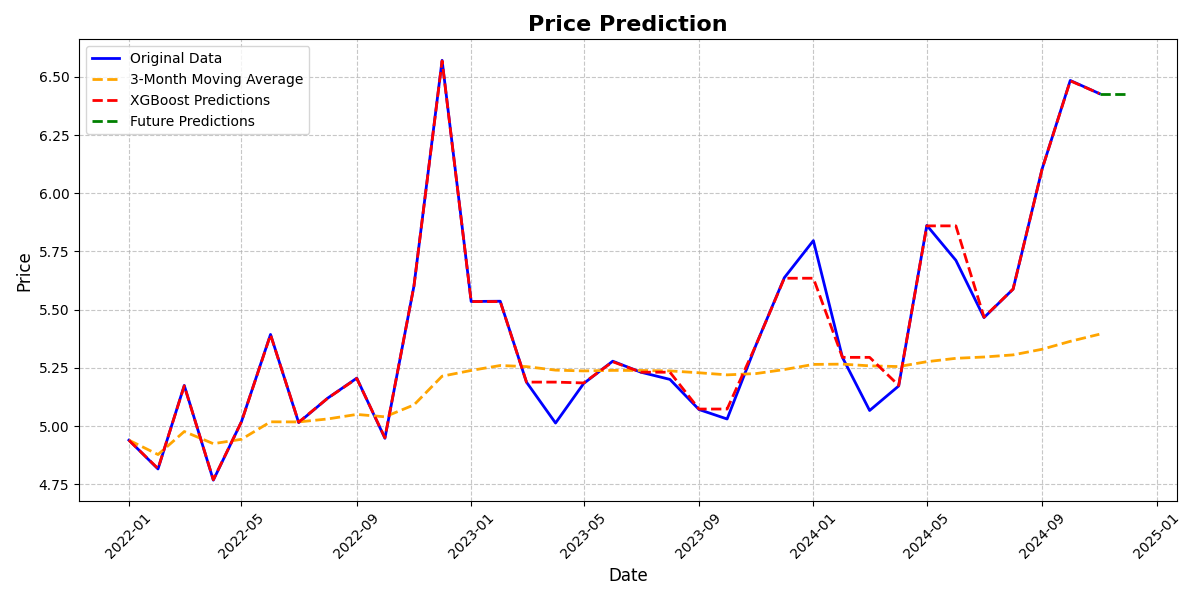 Price Prediction
Original Data
3-Month Moving Average
XGBoost Predictions
Future Predictions
Price
6.50
6.25
6.00
5.75
5.50
5.25
5.00
4.75
2022-01
2022-05
2022-09
2023-01
2023-05
2023-09
2024-01
2024-05
2024-09
2025-01
Date